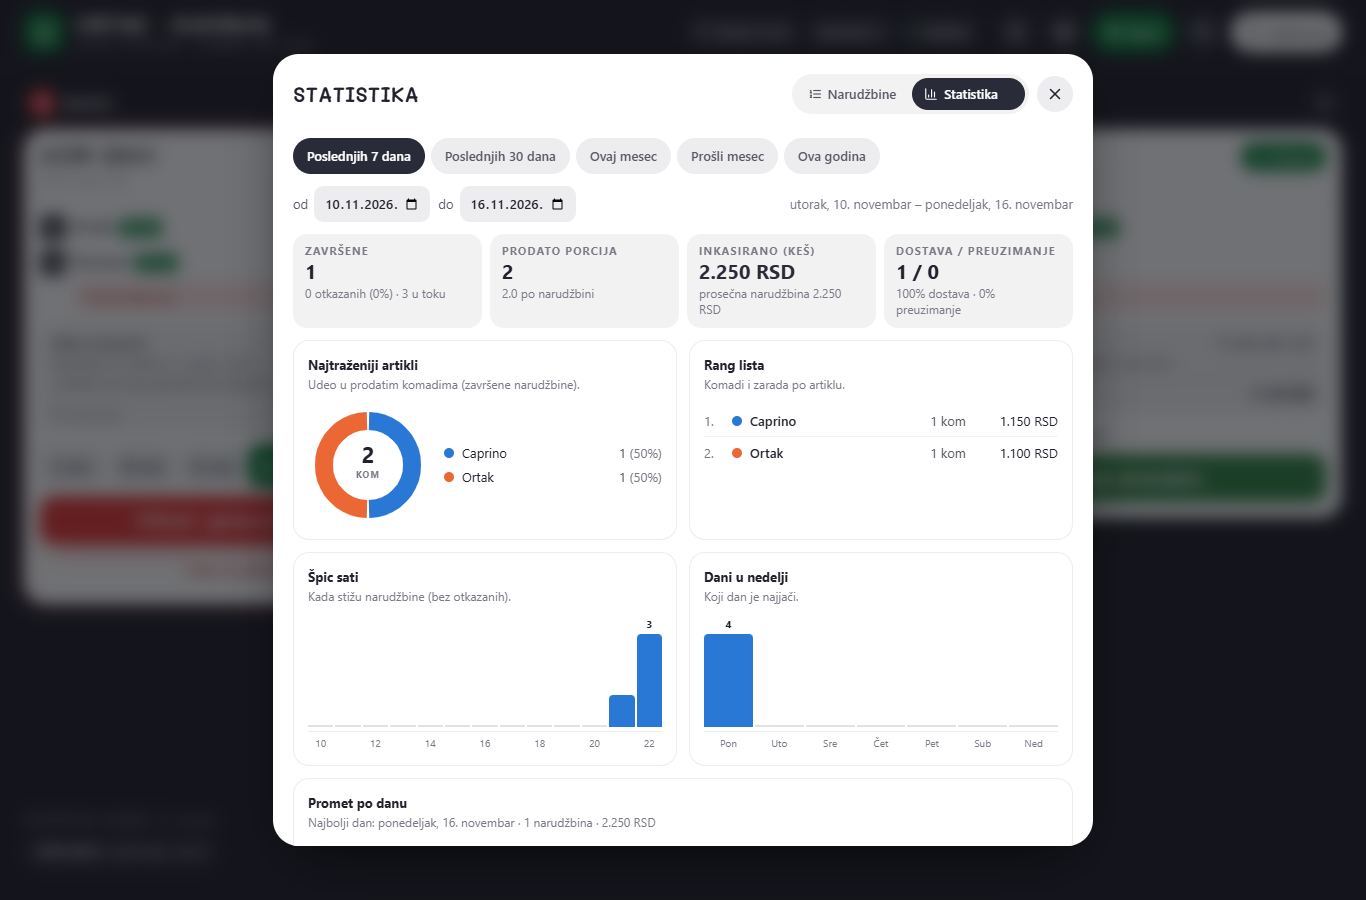 STATISTIKA
Narudžbine
Statistika
Poslednjih 7 dana
Poslednjih 30 dana
Ovaj mesec
Prošli mesec
Ova godina
od 10.11.2026. do 16.11.2026.
utorak, 10. novembar – ponedeljak, 16. novembar
ZAVRŠENE
1
0 otkazanih (0%) · 3 u toku
PRODATO PORCIJA
2
2.0 po narudžbini
INKASIRANO (KEŠ)
2.250 RSD
prosečna narudžbina 2.250
RSD
DOSTAVA / PREUZIMANJE
1 / 0
100% dostava · 0%
preuzimanje
Najtraženiji artikli
Udeo u prodatim komadima (završene narudžbine).
2
KOM
Caprino 1 (50%)
Ortak 1 (50%)
Rang lista
Komadi i zarada po artiklu.
1. Caprino 1 kom 1.150 RSD
2. Ortak 1 kom 1.100 RSD
Špic sati
Kada stižu narudžbine (bez otkazanih).
3
10 12 14 16 18 20 22
Dani u nedelji
Koji dan je najjači.
4
Pon Uto Sre Čet Pet Sub Ned
Promet po danu
Najbolji dan: ponedeljak, 16. novembar · 1 narudžbina · 2.250 RSD